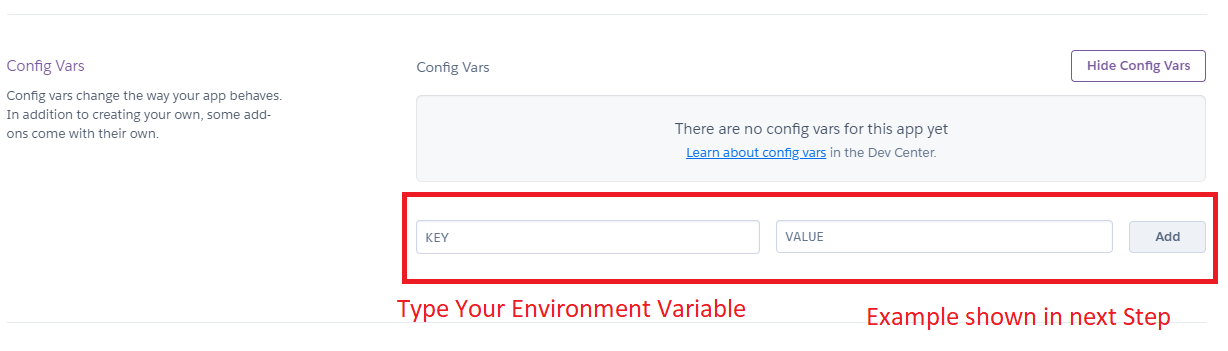 Config Vars
Config vars change the way your app behaves.
In addition to creating your own, some add-
ons come with their own.
Config Vars
Hide Config Vars
There are no config vars for this app yet
Learn about config vars in the Dev Center.
KEY
VALUE
Add
Type Your Environment Variable
Example shown in next Step